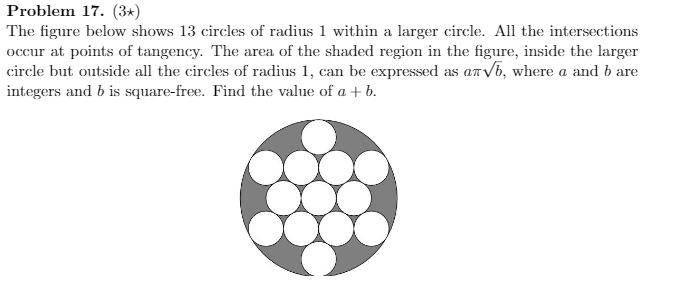 Problem 17. (3⋆)
The figure below shows 13 circles of radius 1 within a larger circle. All the intersections
occur at points of tangency. The area of the shaded region in the figure, inside the larger
circle but outside all the circles of radius 1, can be expressed as aπ√b, where a and b are
integers and b is square-free. Find the value of a + b.